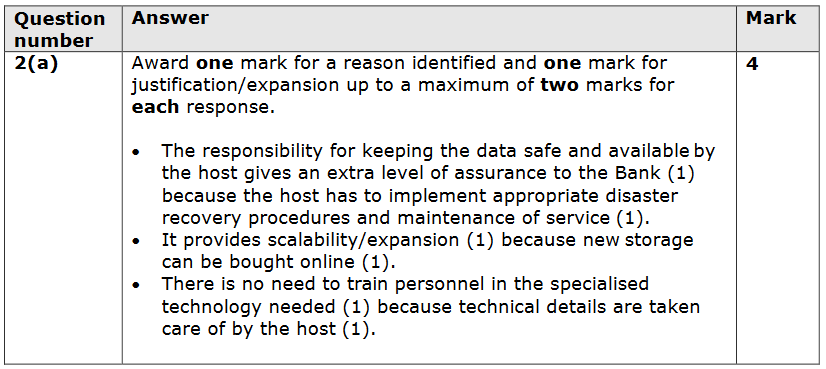 Question number
Answer
Mark
2(a)
Award one mark for a reason identified and one mark for
justification/expansion up to a maximum of two marks for
each response.
• The responsibility for keeping the data safe and available by
the host gives an extra level of assurance to the Bank (1)
because the host has to implement appropriate disaster
recovery procedures and maintenance of service (1).
• It provides scalability/expansion (1) because new storage
can be bought online (1).
• There is no need to train personnel in the specialised
technology needed (1) because technical details are taken
care of by the host (1).
4